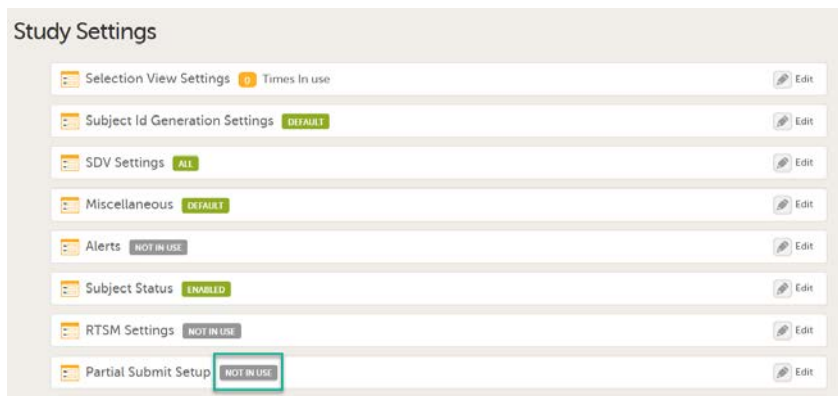 Study Settings
Selection View Settings 0 Times In use Edit
Subject Id Generation Settings DEFAULT Edit
SDV Settings ALL Edit
Miscellaneous DEFAULT Edit
Alerts NOT IN USE Edit
Subject Status ENABLED Edit
RTSM Settings NOT IN USE Edit
Partial Submit Setup NOT IN USE Edit